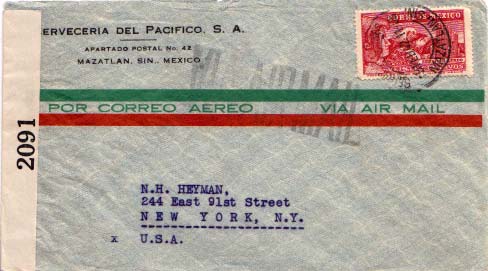 ERVECERIA DEL PACIFICO, S. A.
APARTADO POSTAL No. 42
MAZATLAN, SIN., MEXICO
CORREOS MEXICO
POR CORREO AEREO VIA AIR MAIL
2091
N.H. HEYMAN,
244 East 91st Street
NEW YORK, N.Y.
x U.S.A.